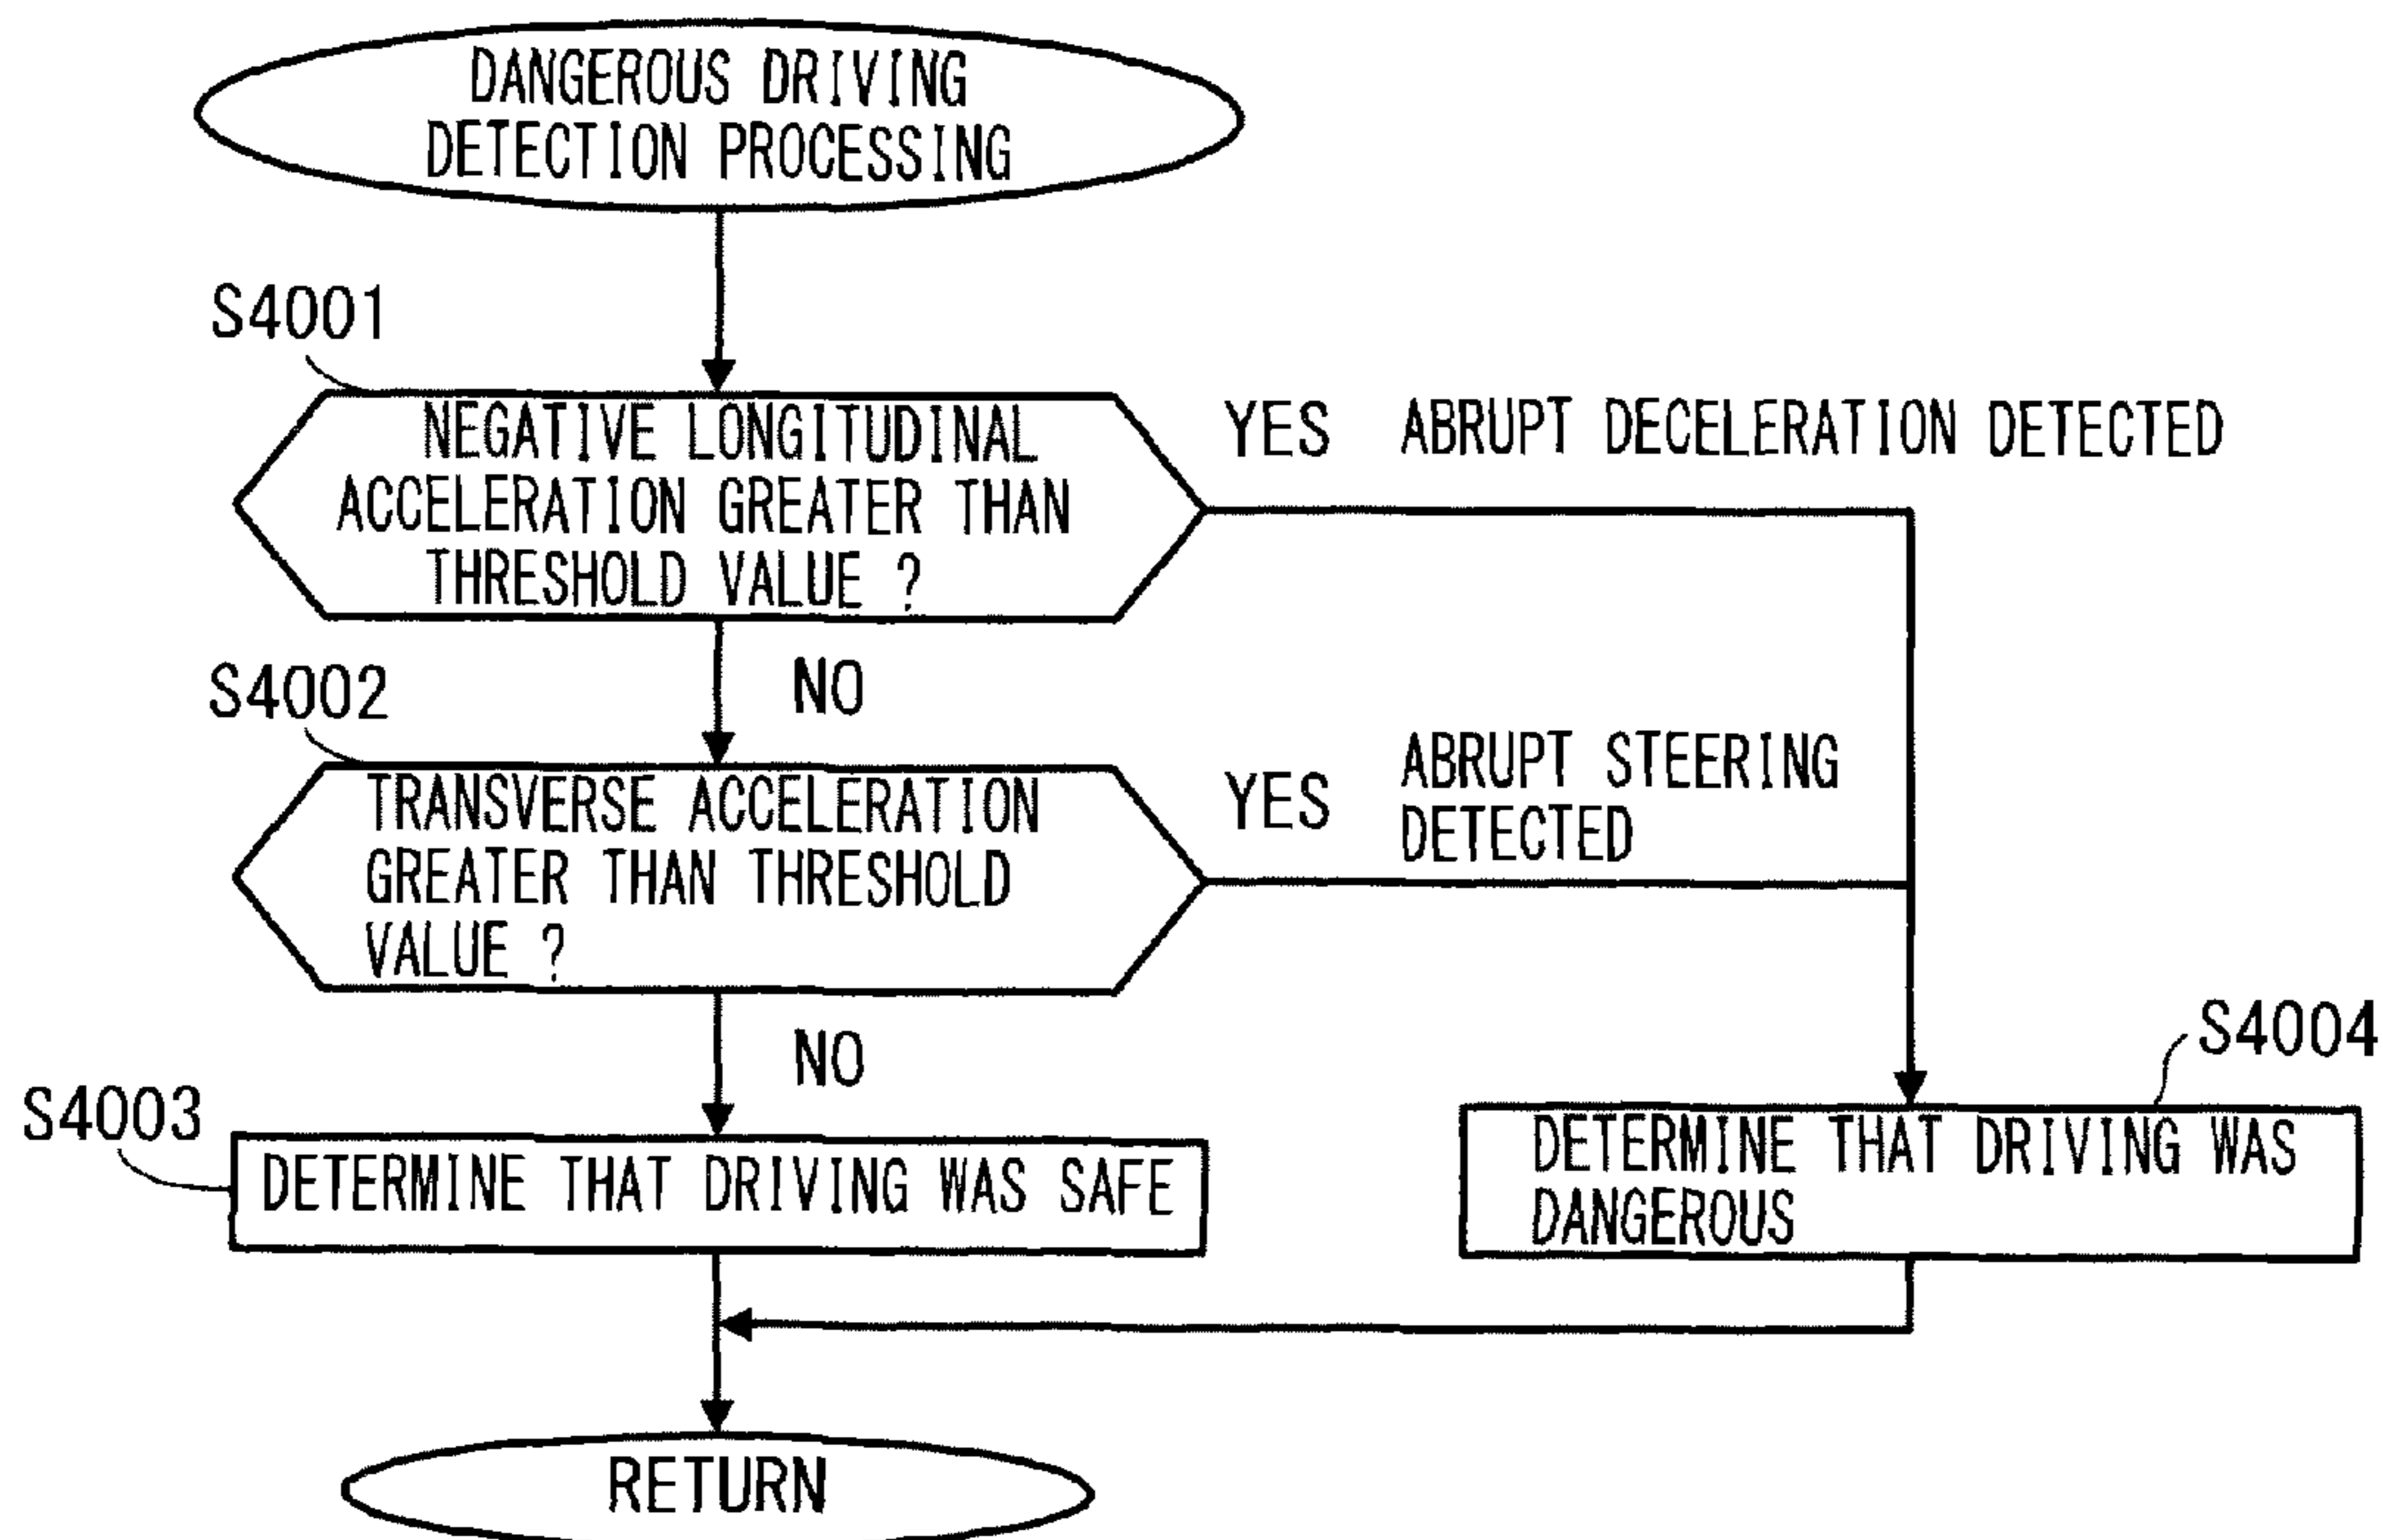 DANGEROUS DRIVING
DETECTION PROCESSING
S4001
NEGATIVE LONGITUDINAL
ACCELERATION GREATER THAN
THRESHOLD VALUE ?
YES ABRUPT DECELERATION DETECTED
NO
S4002
TRANSVERSE ACCELERATION
GREATER THAN THRESHOLD
VALUE ?
YES
ABRUPT STEERING
DETECTED
NO
S4003
DETERMINE THAT DRIVING WAS SAFE
S4004
DETERMINE THAT DRIVING WAS
DANGEROUS
RETURN